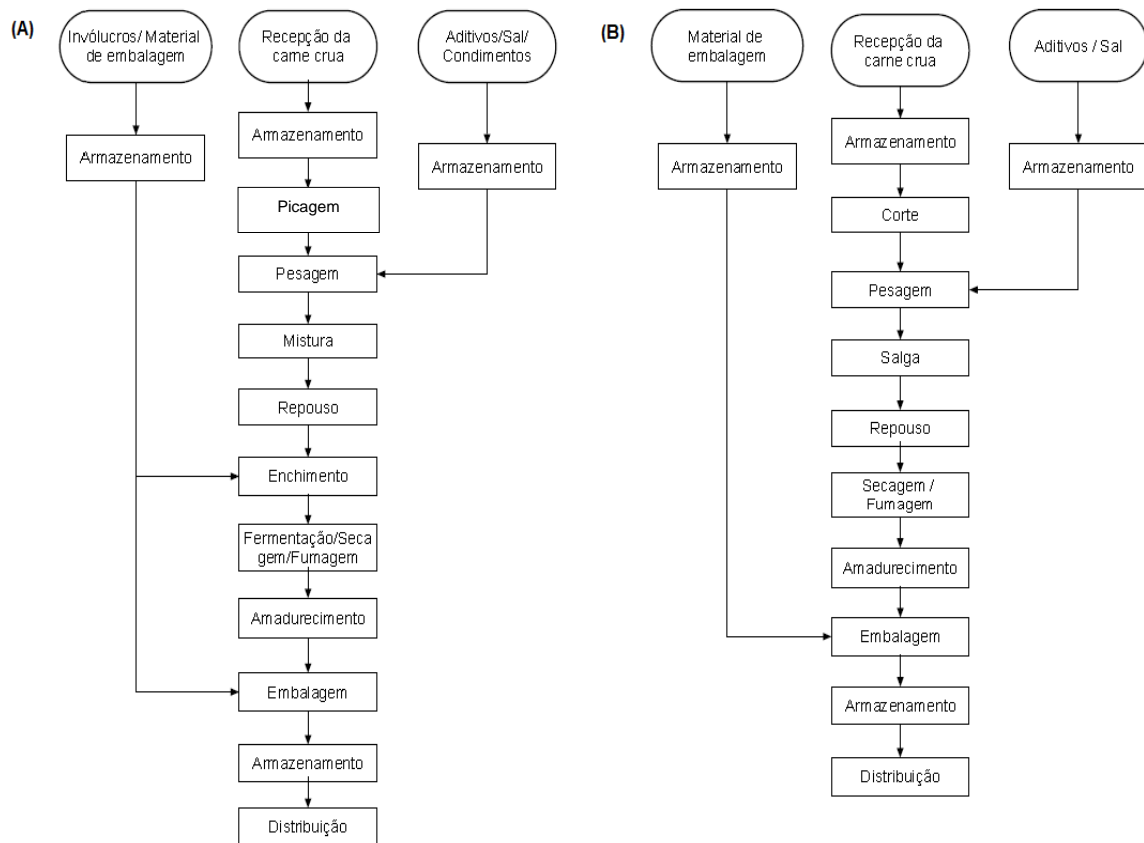 (A)
Invólucros/ Material
de embalagem
Recepção da
carne crua
Aditivos/Sal/
Condimentos
Armazenamento
Armazenamento
Armazenamento
Picagem
Pesagem
Mistura
Repouso
Enchimento
Fermentação/Seca
gem/Fumagem
Amadurecimento
Embalagem
Armazenamento
Distribuição
(B)
Material de
embalagem
Recepção da
carne crua
Aditivos / Sal
Armazenamento
Armazenamento
Armazenamento
Corte
Pesagem
Salga
Repouso
Secagem /
Fumagem
Amadurecimento
Embalagem
Armazenamento
Distribuição